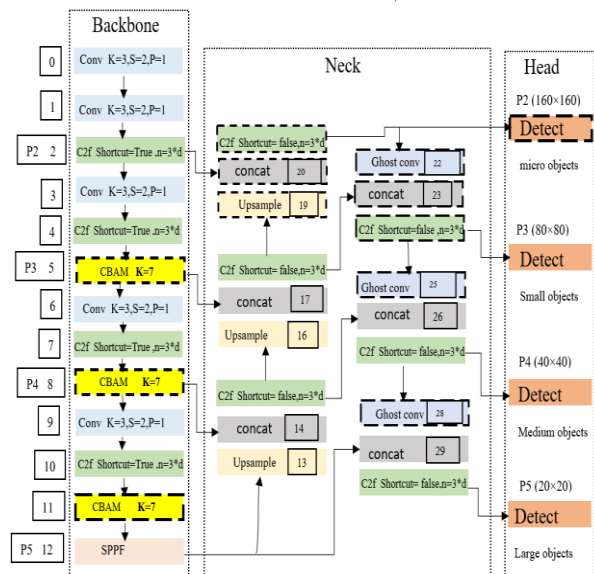 Backbone
0
Conv K=3,S=2,P=1
1
Conv K=3,S=2,P=1
P2 2
C2f Shortcut=True ,n=3*d
3
Conv K=3,S=2,P=1
4
C2f Shortcut=True ,n=3*d
P3 5
CBAM K=7
6
Conv K=3,S=2,P=1
7
C2f Shortcut=True ,n=3*d
P4 8
CBAM K=7
9
Conv K=3,S=2,P=1
10
C2f Shortcut=True ,n=3*d
11
CBAM K=7
P5 12
SPPF
Neck
C2f Shortcut= false,n=3*d
concat 20
Upsample 19
C2f Shortcut= false,n=3*d
concat 17
Upsample 16
C2f Shortcut= false,n=3*d
concat 14
Upsample 13
Ghost conv 22
concat 23
C2f Shortcut=false ,n=3*d
Ghost conv 25
concat 26
C2f Shortcut= false,n=3*d
Ghost conv 28
concat 29
C2f Shortcut= false,n=3*d
Head
P2 (160×160)
Detect
micro objects
P3 (80×80)
Detect
Small objects
P4 (40×40)
Detect
Medium objects
P5 (20×20)
Detect
Large objects